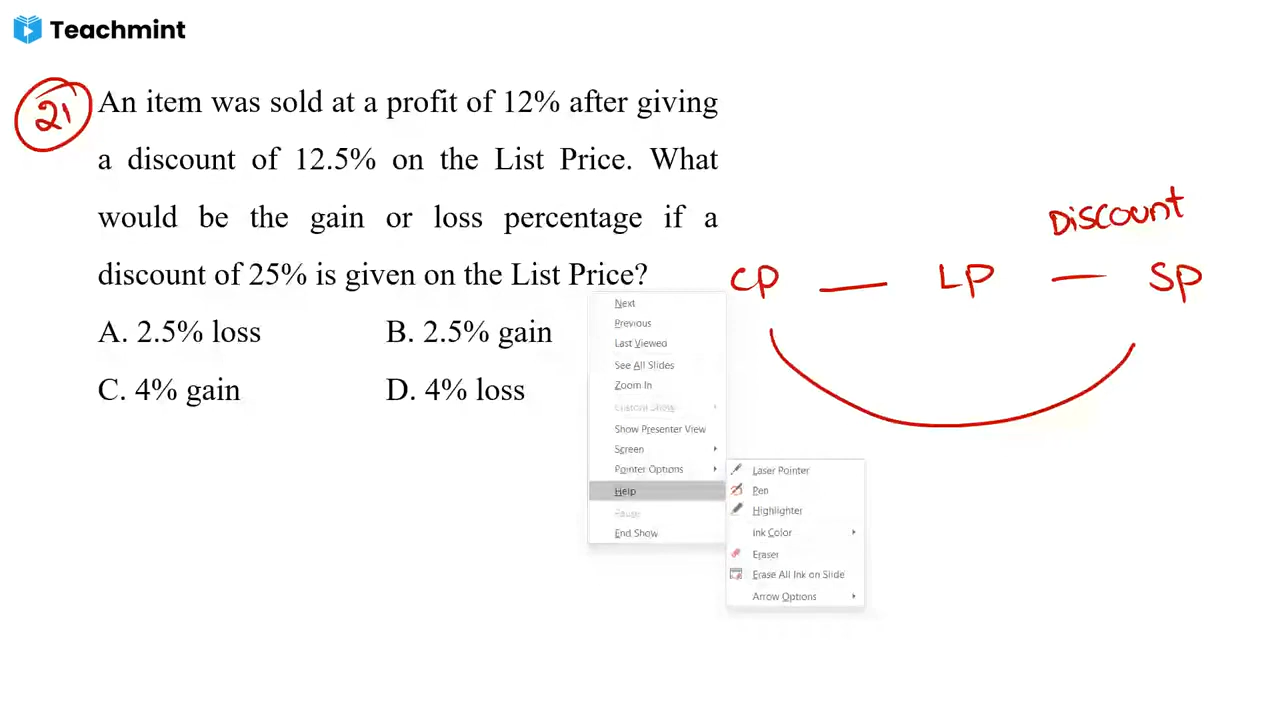 Teachmint
21
An item was sold at a profit of 12% after giving
a discount of 12.5% on the List Price. What
would be the gain or loss percentage if a
discount of 25% is given on the List Price?
A. 2.5% loss B. 2.5% gain
C. 4% gain D. 4% loss
Discount
CP — LP — SP
Next
Previous
Last Viewed
See All Slides
Zoom In
Custom Show
Show Presenter View
Screen
Pointer Options
Help
Pause
End Show
Laser Pointer
Pen
Highlighter
Ink Color
Eraser
Erase All Ink on Slide
Arrow Options